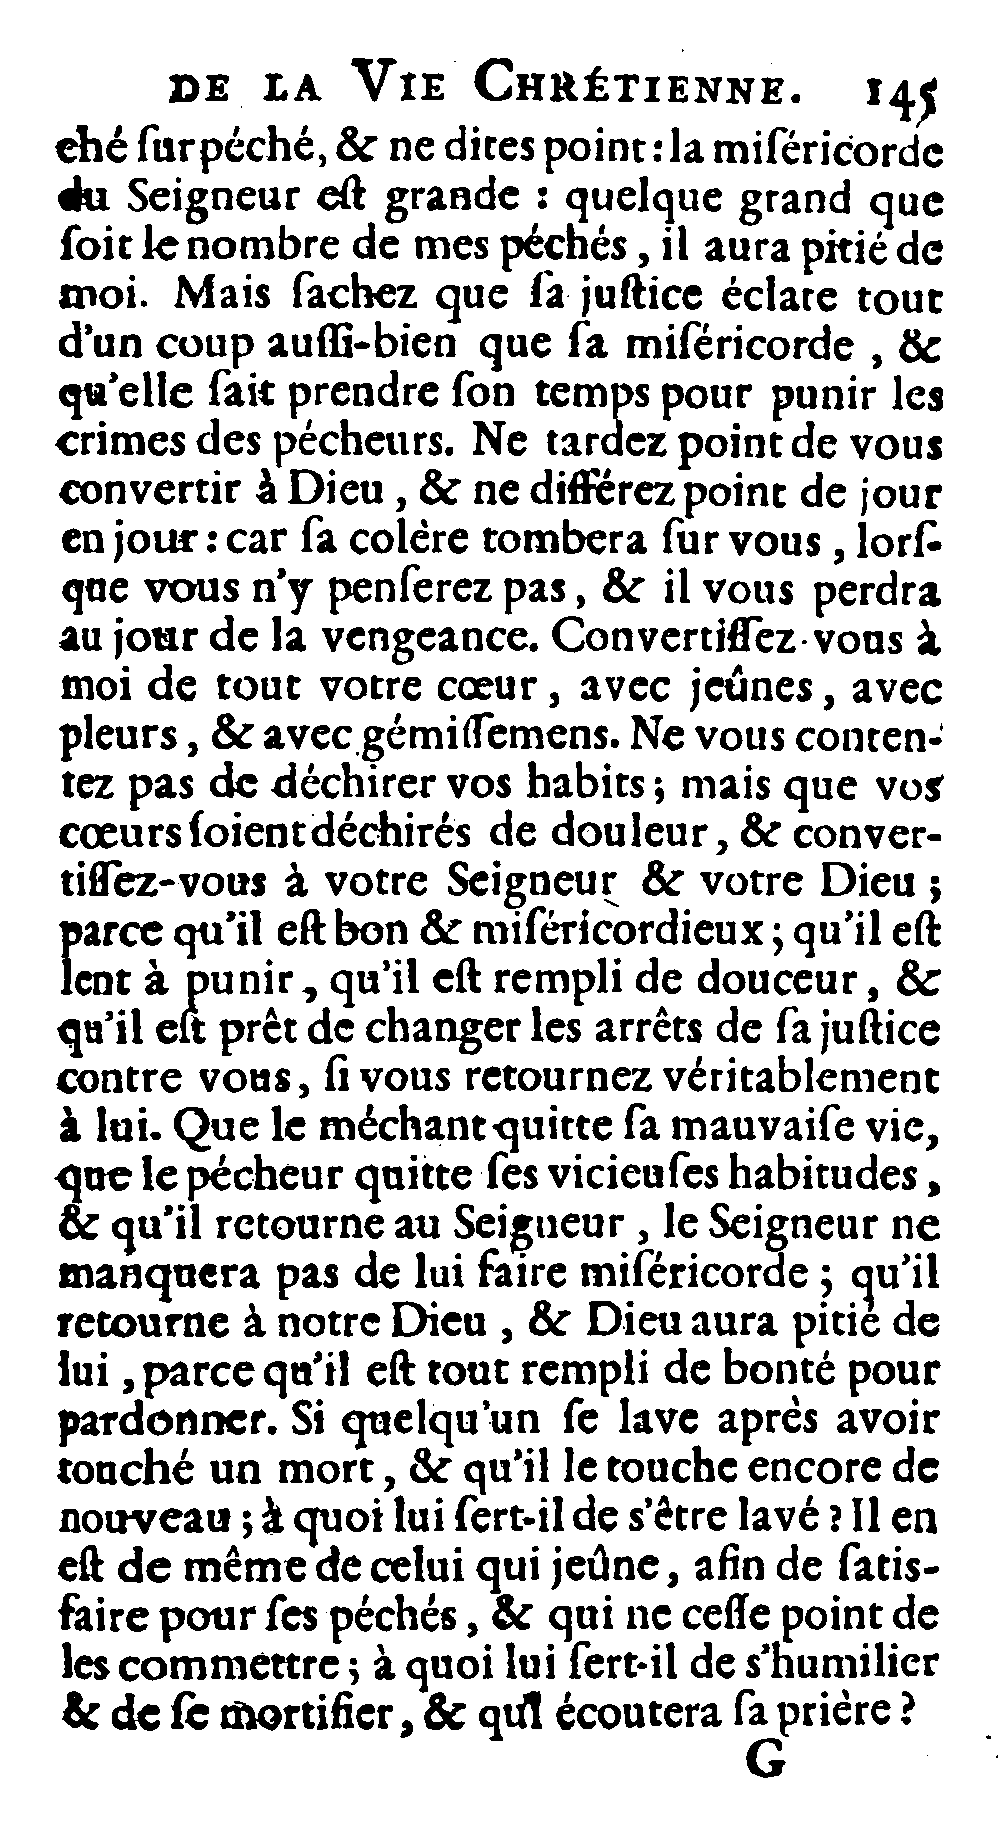 DE LA VIE CHRÉTIENNE. 145
ché ſur péché, & ne dites point : la miſéricorde
du Seigneur eſt grande : quelque grand que
ſoit le nombre de mes péchés, il aura pitié de
moi. Mais ſachez que ſa juſtice éclate tout
d'un coup auſſi-bien que ſa miſéricorde, &
qu'elle ſait prendre ſon temps pour punir les
crimes des pécheurs. Ne tardez point de vous
convertir à Dieu, & ne différez point de jour
en jour : car ſa colère tombera ſur vous, lorſ-
que vous n'y penſerez pas, & il vous perdra
au jour de la vengeance. Convertiſſez-vous à
moi de tout votre cœur, avec jeûnes, avec
pleurs, & avec gémiſſemens. Ne vous conten-
tez pas de déchirer vos habits ; mais que vos
cœurs ſoient déchirés de douleur, & conver-
tiſſez-vous à votre Seigneur & votre Dieu ;
parce qu'il eſt bon & miſéricordieux ; qu'il eſt
lent à punir, qu'il eſt rempli de douceur, &
qu'il eſt prêt de changer les arrêts de ſa juſtice
contre vous, ſi vous retournez véritablement
à lui. Que le méchant quitte ſa mauvaiſe vie,
que le pécheur quitte ſes vicieuſes habitudes,
& qu'il retourne au Seigneur, le Seigneur ne
manquera pas de lui faire miſéricorde ; qu'il
retourne à notre Dieu, & Dieu aura pitié de
lui, parce qu'il eſt tout rempli de bonté pour
pardonner. Si quelqu'un ſe lave après avoir
touché un mort, & qu'il le touche encore de
nouveau ; à quoi lui ſert-il de s'être lavé ? Il en
eſt de même de celui qui jeûne, afin de ſatis-
faire pour ſes péchés, & qui ne ceſſe point de
les commettre ; à quoi lui ſert-il de s'humilier
& de ſe mortifier, & qui écoutera ſa prière ?
G